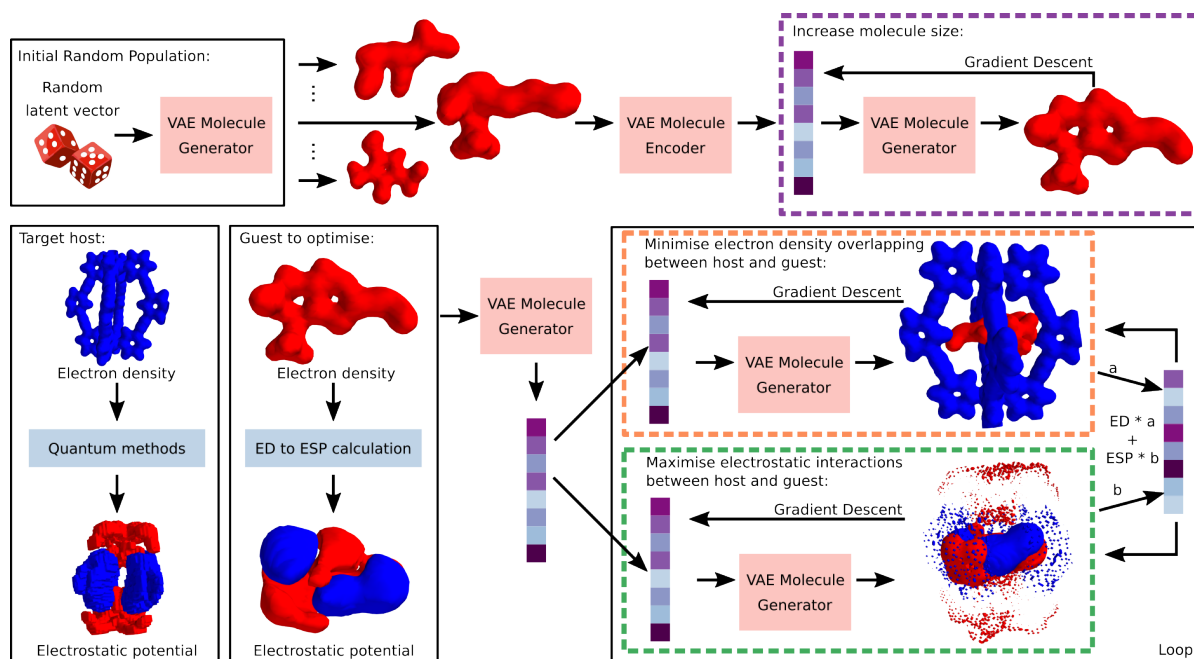 Initial Random Population:
Random
latent vector
VAE Molecule
Generator
...
...
VAE Molecule
Encoder
Increase molecule size:
Gradient Descent
VAE Molecule
Generator
Target host:
Electron density
Quantum methods
Electrostatic potential
Guest to optimise:
Electron density
ED to ESP calculation
Electrostatic potential
VAE Molecule
Generator
Minimise electron density overlapping
between host and guest:
Gradient Descent
VAE Molecule
Generator
a
ED * a
+
ESP * b
b
Maximise electrostatic interactions
between host and guest:
Gradient Descent
VAE Molecule
Generator
Loop